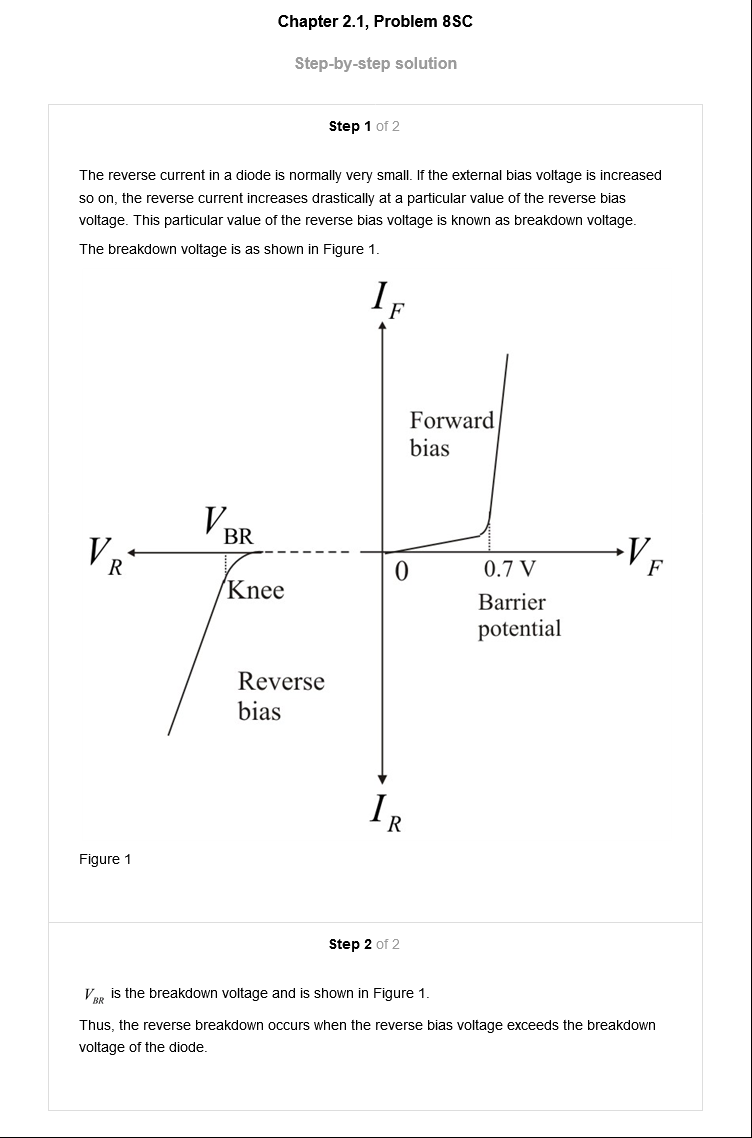 Chapter 2.1, Problem 8SC
Step-by-step solution
Step 1 of 2
The reverse current in a diode is normally very small. If the external bias voltage is increased
so on, the reverse current increases drastically at a particular value of the reverse bias
voltage. This particular value of the reverse bias voltage is known as breakdown voltage.
The breakdown voltage is as shown in Figure 1.
I_F
Forward
bias
V_BR
V_R
V_F
0
0.7 V
Knee
Barrier
potential
Reverse
bias
I_R
Figure 1
Step 2 of 2
V_BR is the breakdown voltage and is shown in Figure 1.
Thus, the reverse breakdown occurs when the reverse bias voltage exceeds the breakdown
voltage of the diode.